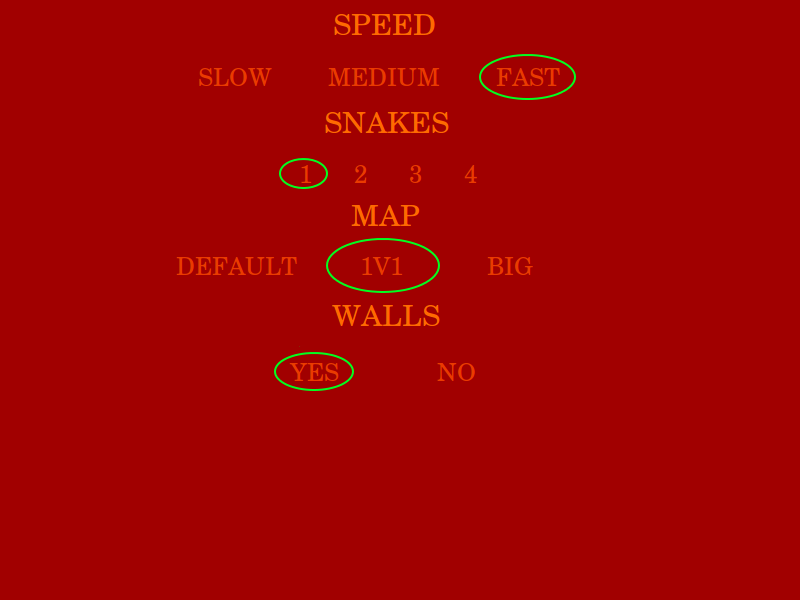 SPEED
SLOW MEDIUM FAST
SNAKES
1 2 3 4
MAP
DEFAULT 1V1 BIG
WALLS
YES NO